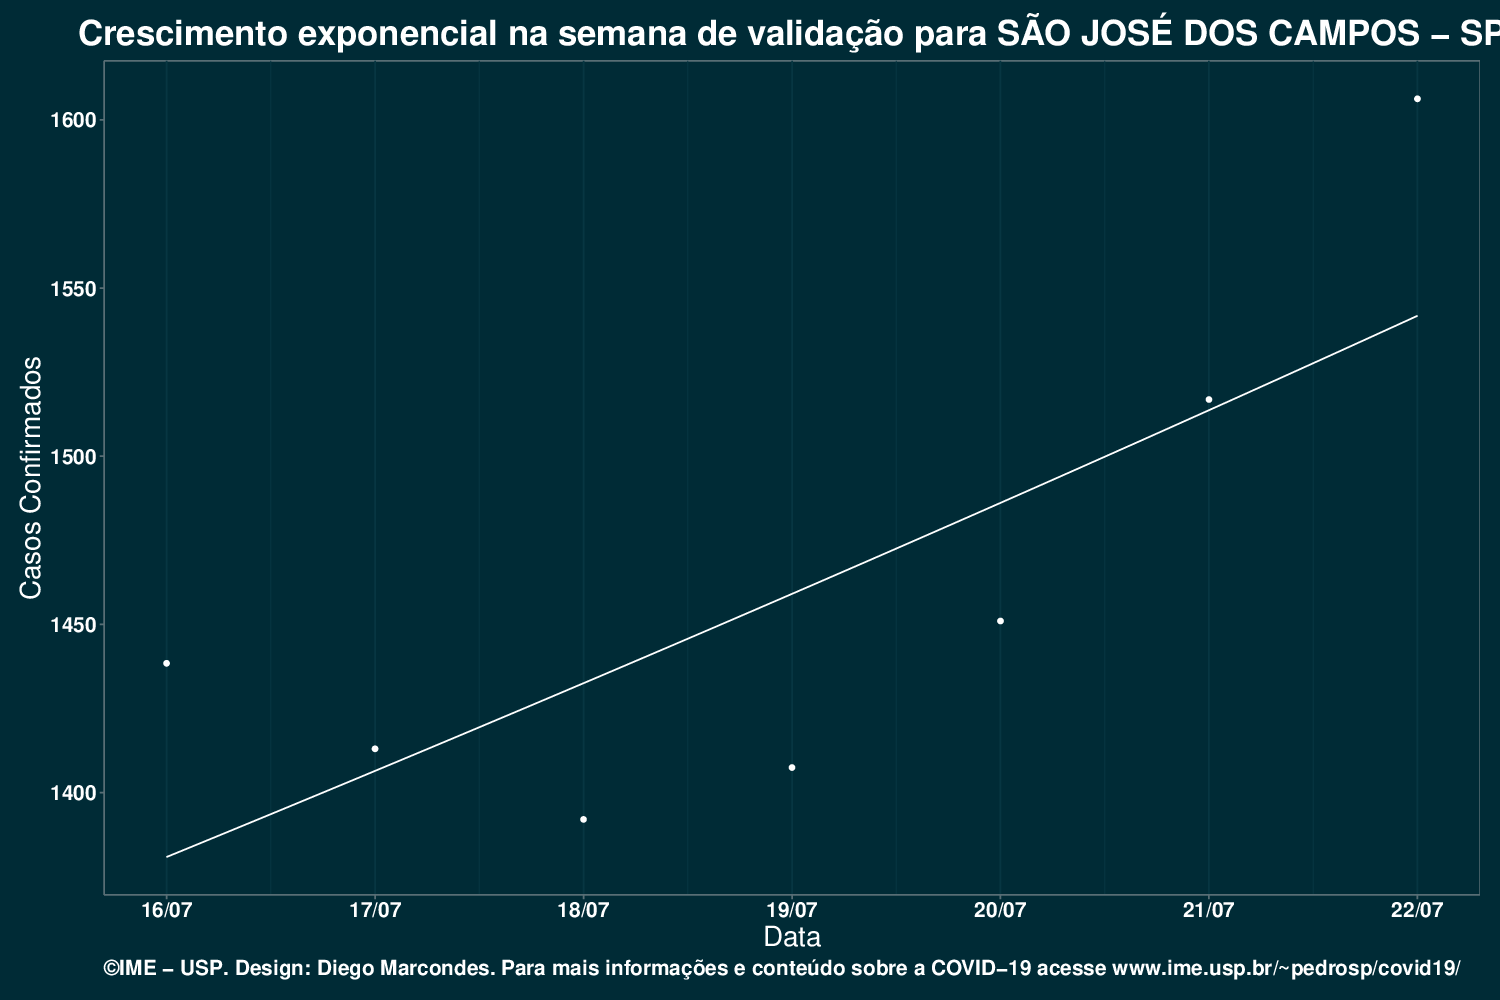 Crescimento exponencial na semana de validação para SÃO JOSÉ DOS CAMPOS – SP
Casos Confirmados
1600
1550
1500
1450
1400
16/07 17/07 18/07 19/07 20/07 21/07 22/07
Data
©IME – USP. Design: Diego Marcondes. Para mais informações e conteúdo sobre a COVID–19 acesse www.ime.usp.br/~pedrosp/covid19/